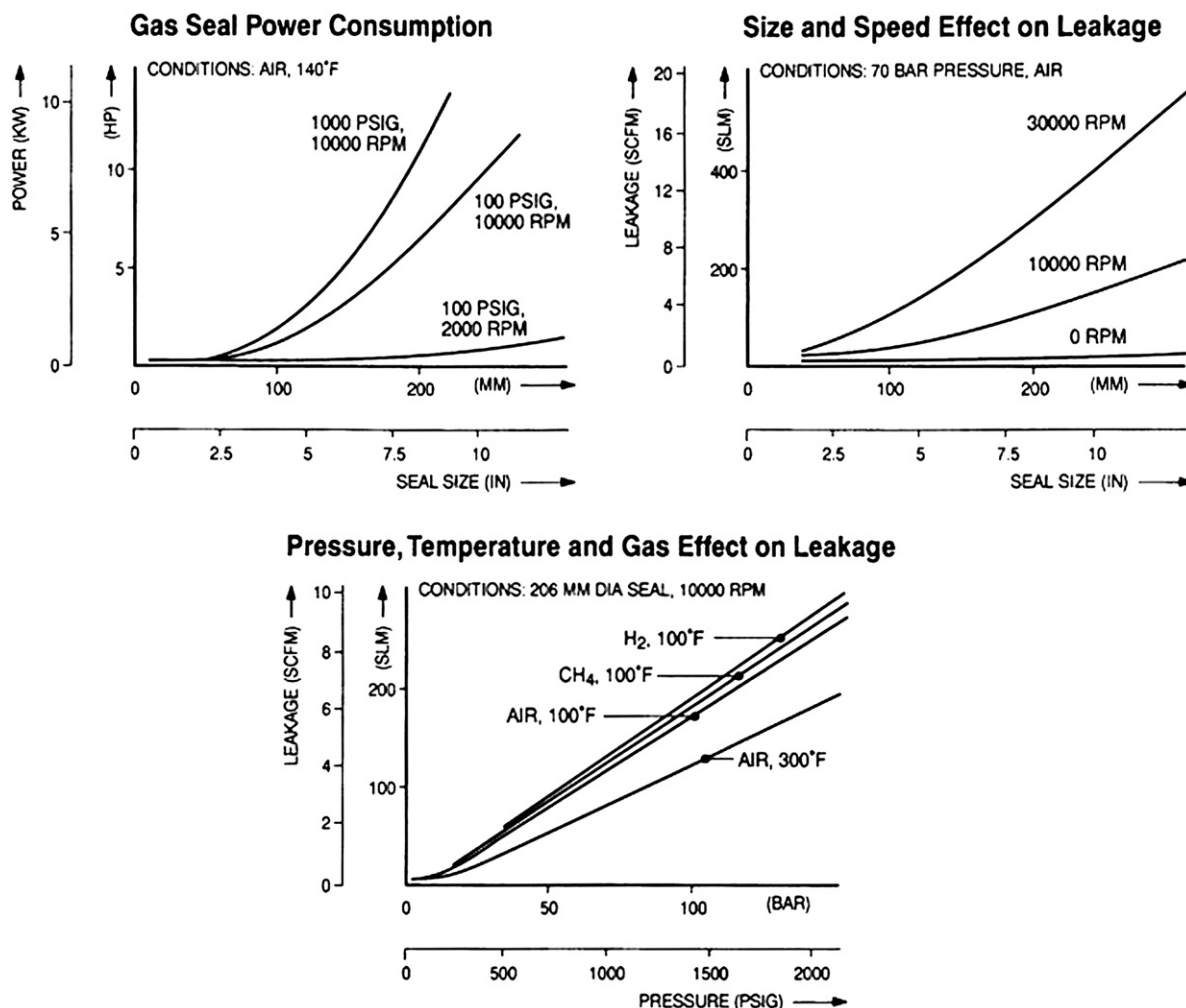 Gas Seal Power Consumption
POWER (KW)
10
5
0
(HP)
10
5
CONDITIONS: AIR, 140°F
1000 PSIG,
10000 RPM
100 PSIG,
10000 RPM
100 PSIG,
2000 RPM
0
100
200
(MM)
0
2.5
5
7.5
10
SEAL SIZE (IN)
Size and Speed Effect on Leakage
LEAKAGE (SCFM)
20
16
12
8
4
0
(SLM)
400
200
CONDITIONS: 70 BAR PRESSURE, AIR
30000 RPM
10000 RPM
0 RPM
0
100
200
(MM)
0
2.5
5
7.5
10
SEAL SIZE (IN)
Pressure, Temperature and Gas Effect on Leakage
LEAKAGE (SCFM)
10
8
6
4
2
0
(SLM)
200
100
CONDITIONS: 206 MM DIA SEAL, 10000 RPM
H₂, 100°F
CH₄, 100°F
AIR, 100°F
AIR, 300°F
0
50
100
(BAR)
0
500
1000
1500
2000
PRESSURE (PSIG)